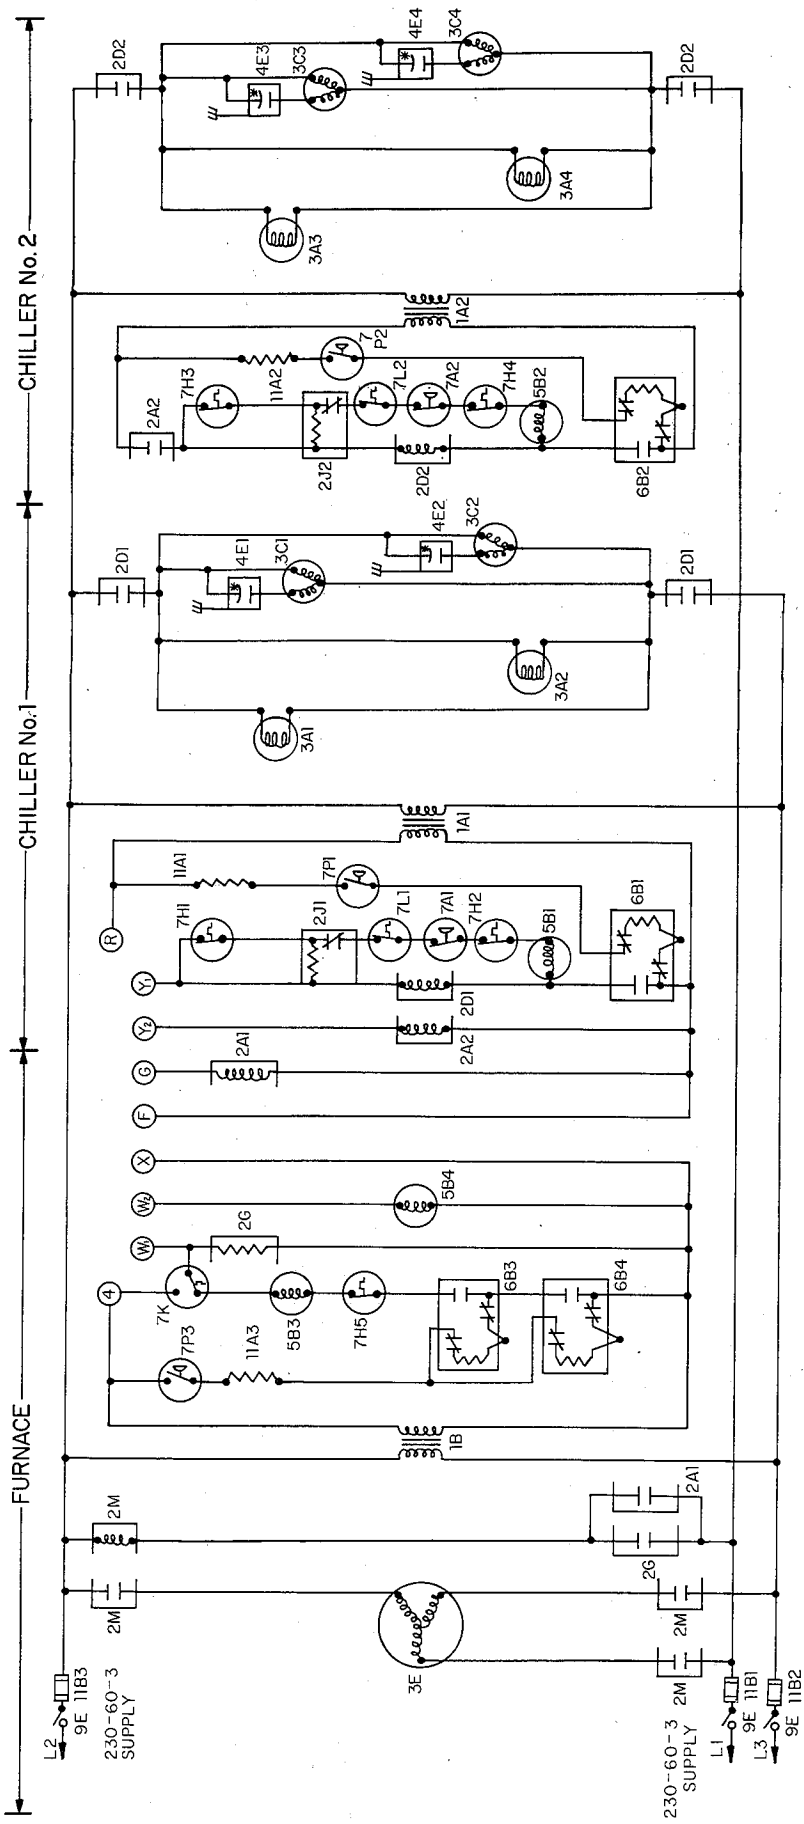 CHILLER No. 2
2D2
4E3
3C3
4E4
3C4
2D2
3A4
3A3
1A2
7P2
11A2
7H3
2A2
2J2
7L2
7A2
7H4
5B2
2D2
6B2
CHILLER No. 1
2D1
4E1
3C1
4E2
3C2
2D1
3A2
3A1
1A1
11A1
7P1
R
7H1
2J1
7L1
7A1
7H2
5B1
6B1
Y1
2D1
Y2
2A2
G
2A1
F
FURNACE
X
W2
5B4
W1
2G
4
7K
5B3
7H5
6B3
6B4
7P3
11A3
1B
2M
2A1
2G
2M
3E
2M
2M
L2
9E 11B3
230-60-3
SUPPLY
230-60-3
SUPPLY
L1
9E 11B1
L3
9E 11B2